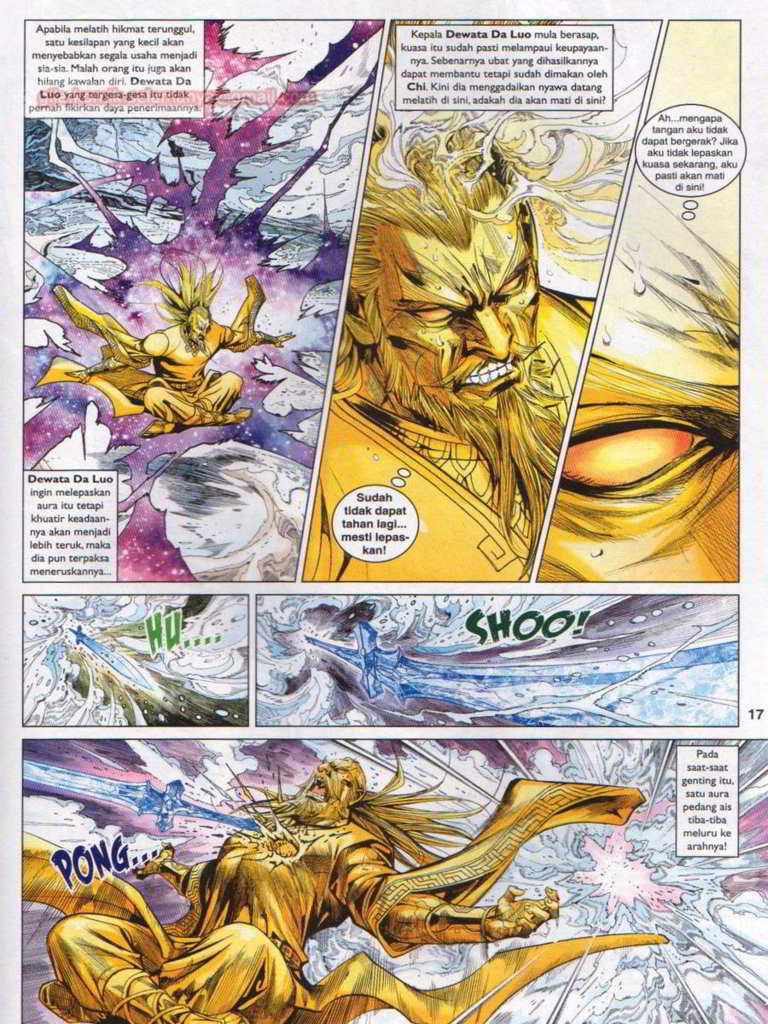 Apabila melatih hikmat terunggul,
satu kesilapan yang kecil akan
menyebabkan segala usaha menjadi
sia-sia. Malah orang itu juga akan
hilang kawalan diri. Dewata Da
Luo yang tergesa-gesa itu tidak
pernah fikirkan daya penerimaannya.
Dewata Da Luo
ingin melepaskan
aura itu tetapi
khuatir keadaan-
nya akan menjadi
lebih teruk, maka
dia pun terpaksa
meneruskannya...
Kepala Dewata Da Luo mula berasap,
kuasa itu sudah pasti melampaui keupayaan-
nya. Sebenarnya ubat yang dihasilkannya
dapat membantu tetapi sudah dimakan oleh
Chi. Kini dia menggadaikan nyawa datang
melatih di sini, adakah dia akan mati di sini?
Sudah
tidak dapat
tahan lagi...
mesti lepas-
kan!
Ah...mengapa
tangan aku tidak
dapat bergerak? Jika
aku tidak lepaskan
kuasa sekarang, aku
pasti akan mati
di sini!
HU....
SHOO!
17
PONG...
Pada
saat-saat
genting itu,
satu aura
pedang ais
tiba-tiba
meluru ke
arahnya!